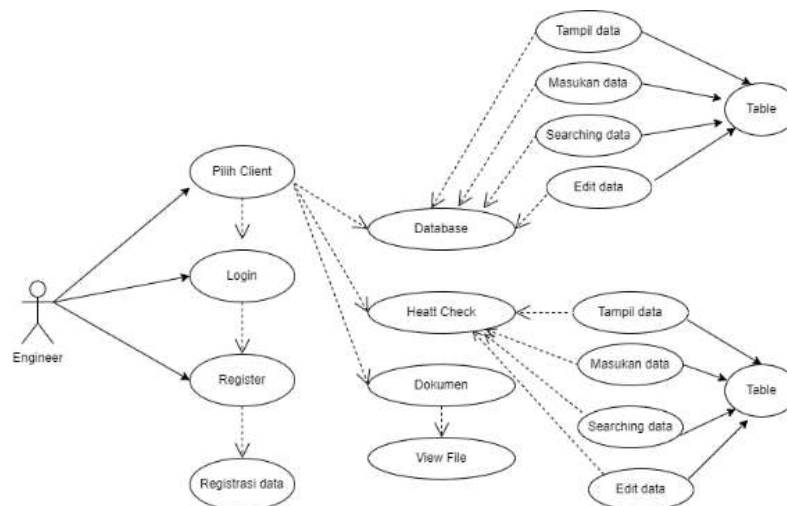 Tampil data
Masukan data
Table
Searching data
Pilih Client
Edit data
Database
Login
Heatt Check
Tampil data
Engineer
Masukan data
Register
Dokumen
Table
Searching data
View File
Registrasi data
Edit data